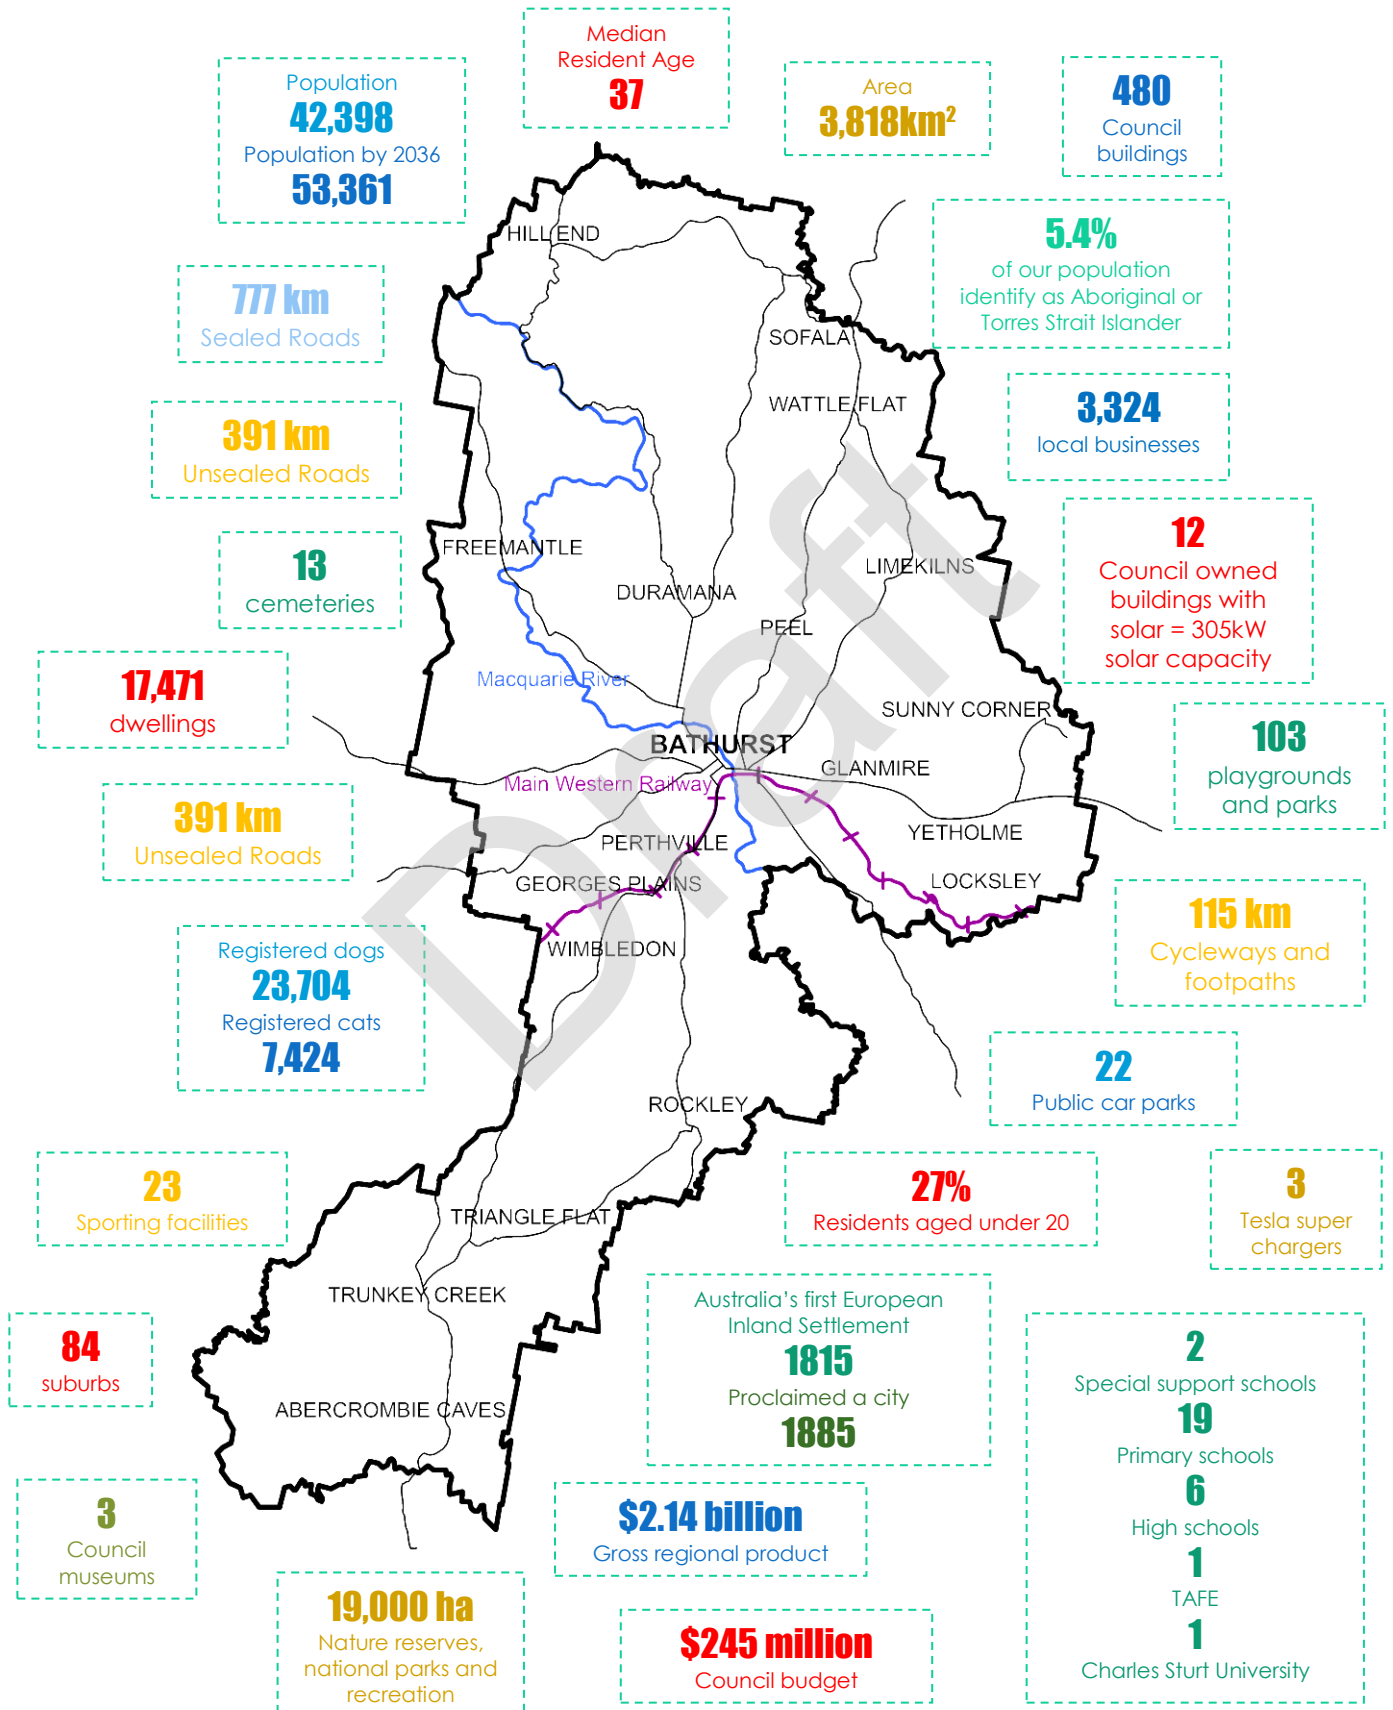 Median
Resident Age
37
Population
42,398
Population by 2036
53,361
Area
3,818km²
480
Council
buildings
5.4%
of our population
identify as Aboriginal or
Torres Strait Islander
777 km
Sealed Roads
3,324
local businesses
391 km
Unsealed Roads
12
Council owned
buildings with
solar = 305kW
solar capacity
13
cemeteries
17,471
dwellings
103
playgrounds
and parks
391 km
Unsealed Roads
115 km
Cycleways and
footpaths
Registered dogs
23,704
Registered cats
7,424
22
Public car parks
23
Sporting facilities
27%
Residents aged under 20
3
Tesla super
chargers
84
suburbs
Australia's first European
Inland Settlement
1815
Proclaimed a city
1885
2
Special support schools
19
Primary schools
6
High schools
1
TAFE
1
Charles Sturt University
3
Council
museums
$2.14 billion
Gross regional product
19,000 ha
Nature reserves,
national parks and
recreation
$245 million
Council budget
HILL END
SOFALA
WATTLE FLAT
FREEMANTLE
DURAMANA
LIMEKILNS
PEEL
Macquarie River
SUNNY CORNER
BATHURST
GLANMIRE
Main Western Railway
YETHOLME
PERTHVILLE
GEORGES PLAINS
LOCKSLEY
WIMBLEDON
ROCKLEY
TRIANGLE FLAT
TRUNKEY CREEK
ABERCROMBIE CAVES
Draft